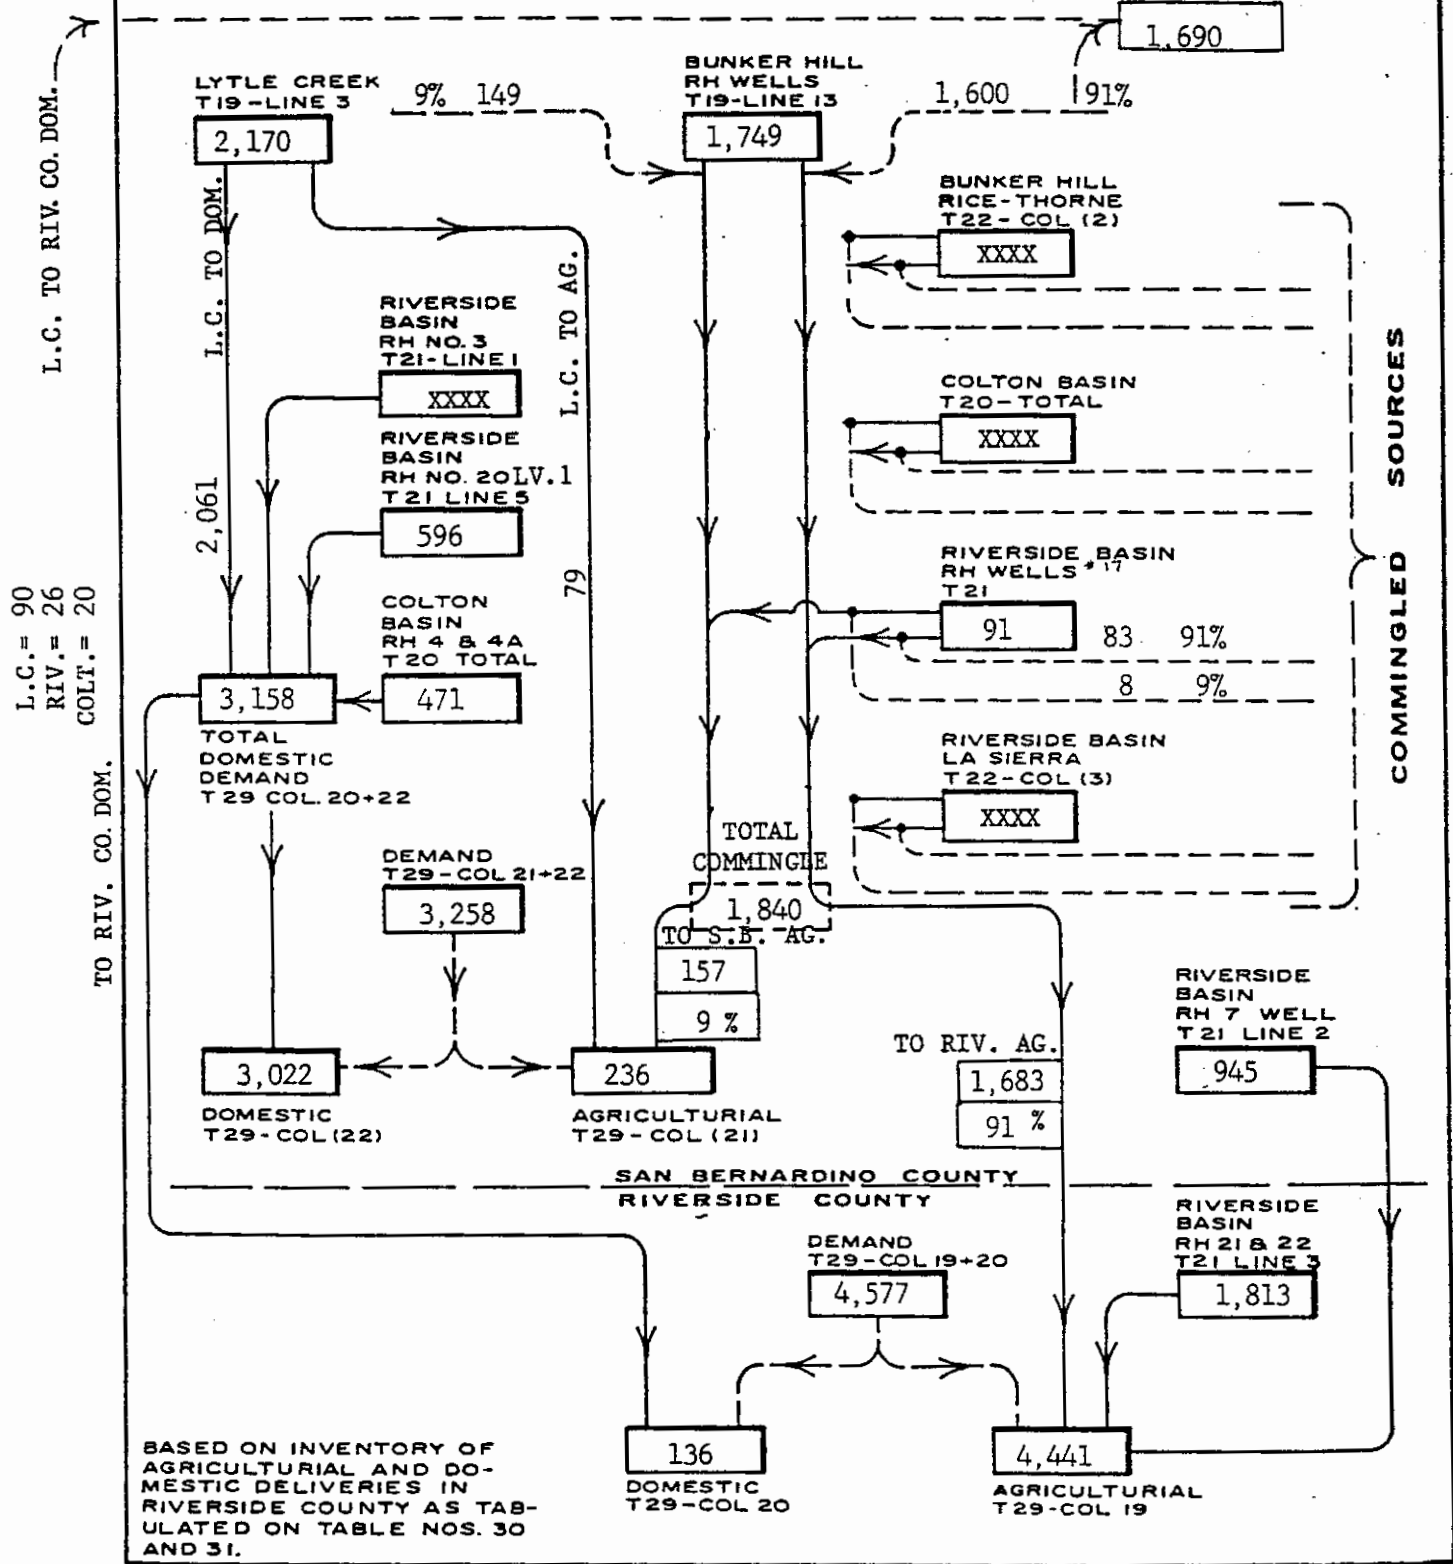 1,690
L.C. TO RIV. CO. DOM.
LYTLE CREEK
T19-LINE 3
2,170
9% 149
BUNKER HILL
RH WELLS
T19-LINE 13
1,749
1,600 91%
L.C. TO DOM.
2,061
L.C. TO AG.
79
BUNKER HILL
RICE-THORNE
T22-COL (2)
XXXX
RIVERSIDE
BASIN
RH NO. 3
T21-LINE 1
XXXX
COLTON BASIN
T20-TOTAL
XXXX
RIVERSIDE
BASIN
RH NO. 20 LV.1
T21 LINE 5
596
COMMINGLED SOURCES
RIVERSIDE BASIN
RH WELLS #17
T21
91
83 91%
8 9%
COLTON
BASIN
RH 4 & 4A
T20 TOTAL
471
L.C.= 90
RIV.= 26
COLT.= 20
TO RIV. CO. DOM.
3,158
TOTAL
DOMESTIC
DEMAND
T29 COL. 20+22
RIVERSIDE BASIN
LA SIERRA
T22-COL (3)
XXXX
TOTAL
COMMINGLE
1,840
TO S.B. AG.
157
9 %
DEMAND
T29-COL 21+22
3,258
3,022
DOMESTIC
T29-COL (22)
236
AGRICULTURIAL
T29-COL (21)
TO RIV. AG.
1,683
91 %
RIVERSIDE
BASIN
RH 7 WELL
T21 LINE 2
945
SAN BERNARDINO COUNTY
RIVERSIDE COUNTY
RIVERSIDE
BASIN
RH 21 & 22
T21 LINE 3
1,813
DEMAND
T29-COL 19+20
4,577
136
DOMESTIC
T29-COL 20
4,441
AGRICULTURIAL
T29-COL 19
BASED ON INVENTORY OF
AGRICULTURIAL AND DO-
MESTIC DELIVERIES IN
RIVERSIDE COUNTY AS TAB-
ULATED ON TABLE NOS. 30
AND 31.